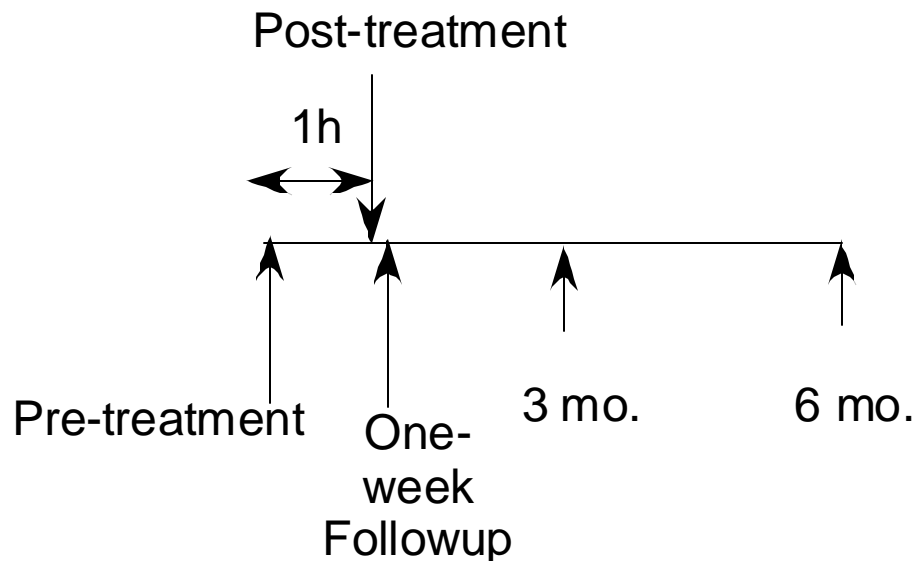 Post-treatment
1h
Pre-treatment
One-
week
Followup
3 mo.
6 mo.